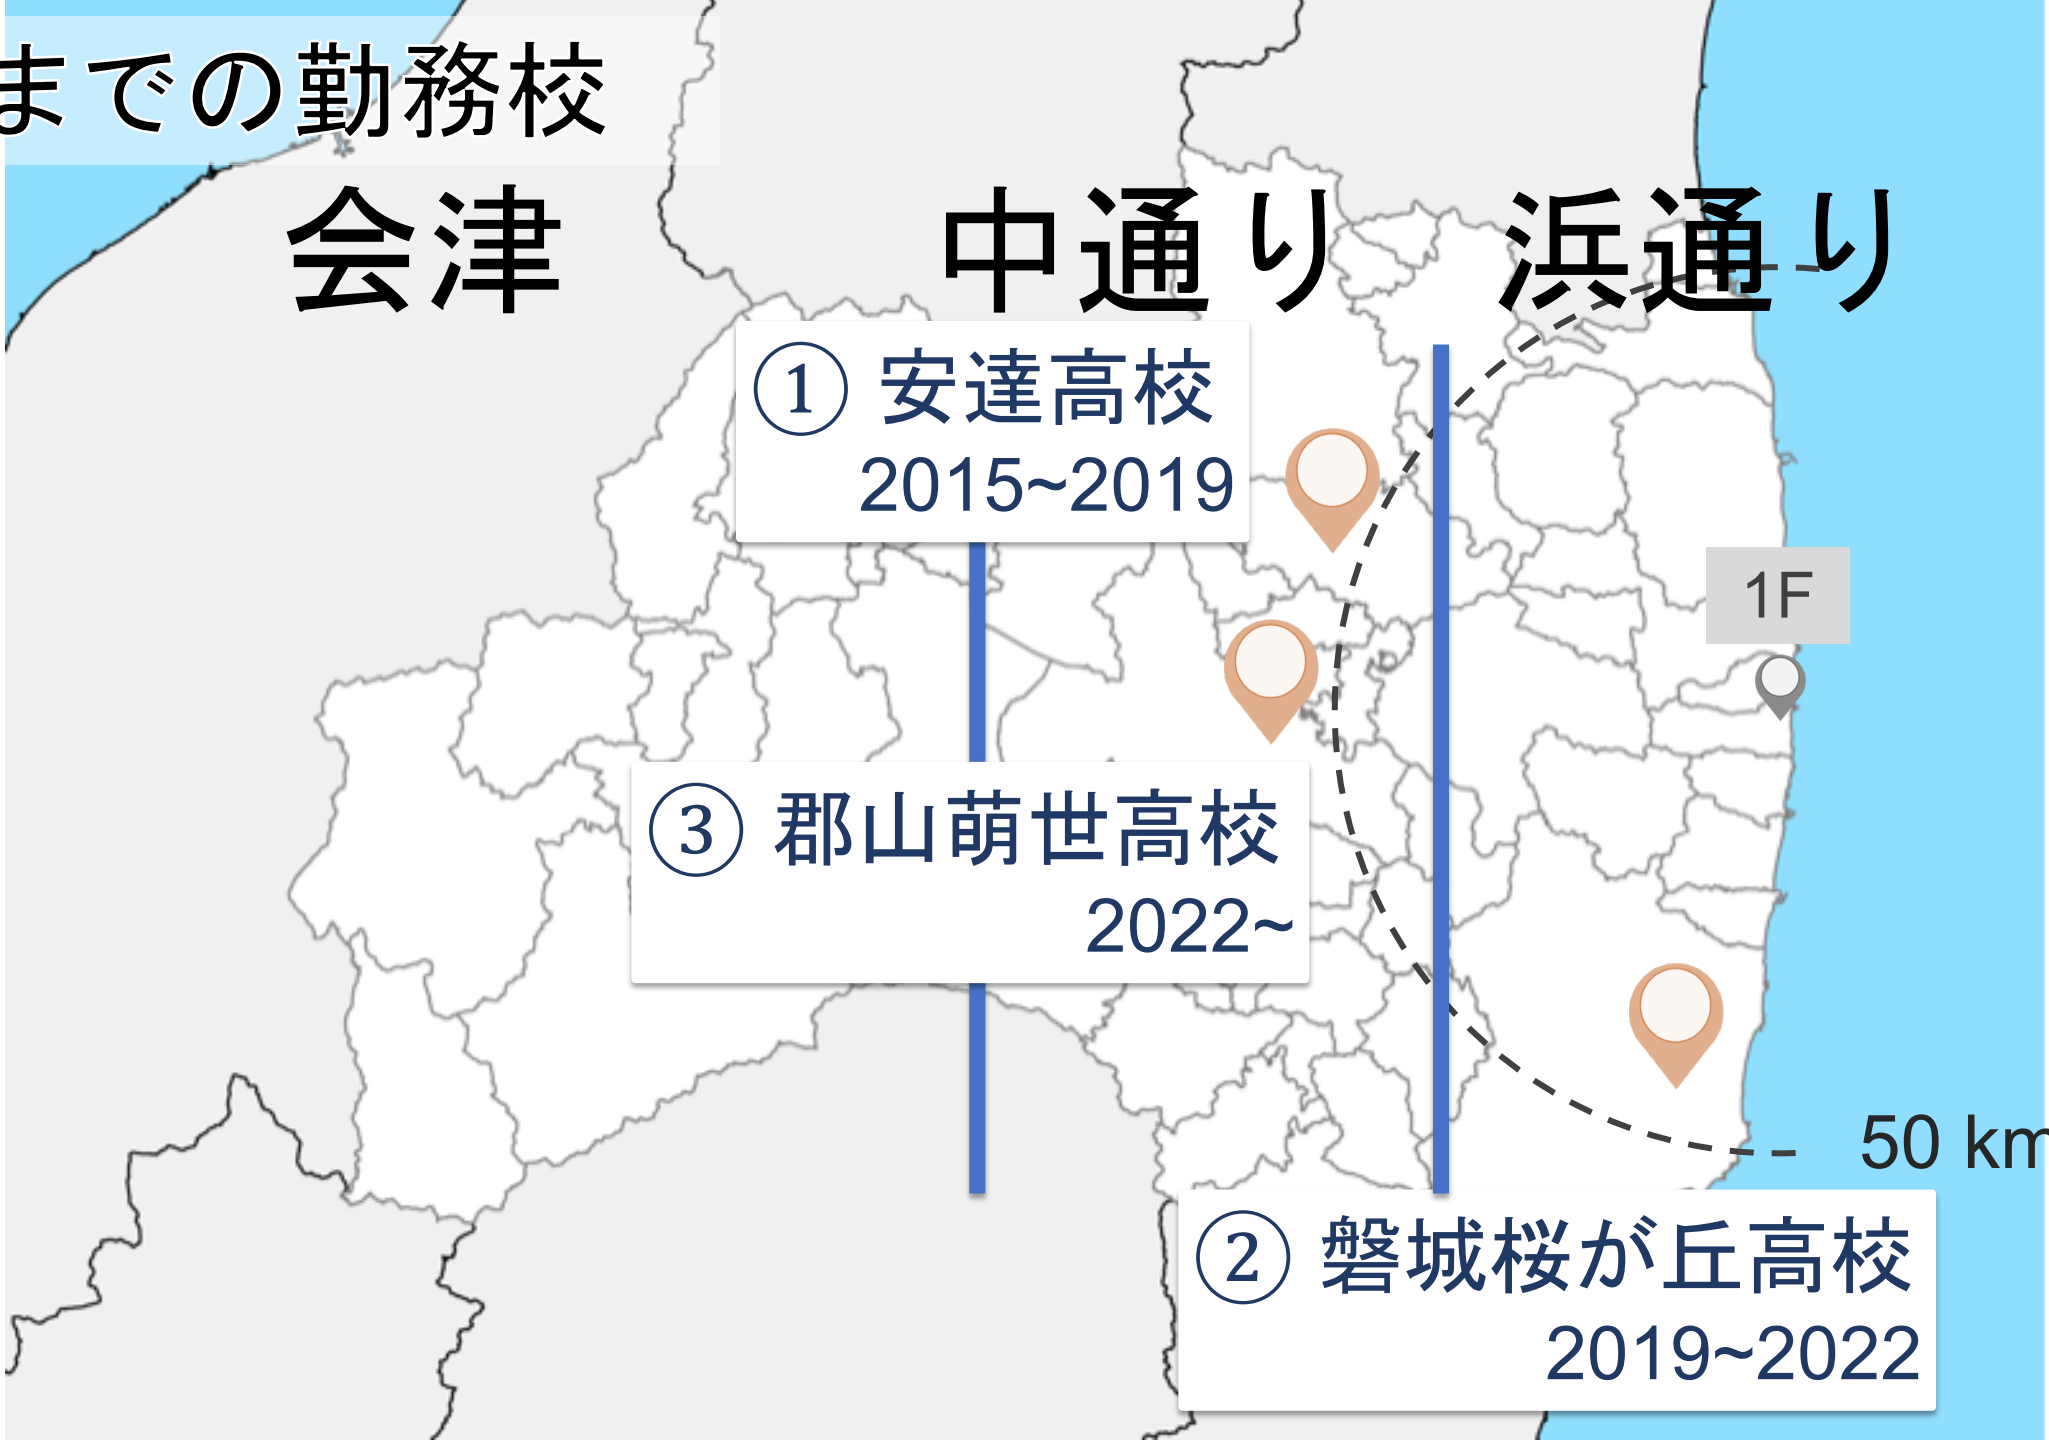 までの勤務校
会津
中通り
浜通り
① 安達高校
2015~2019
1F
③ 郡山萌世高校
2022~
50 km
② 磐城桜が丘高校
2019~2022